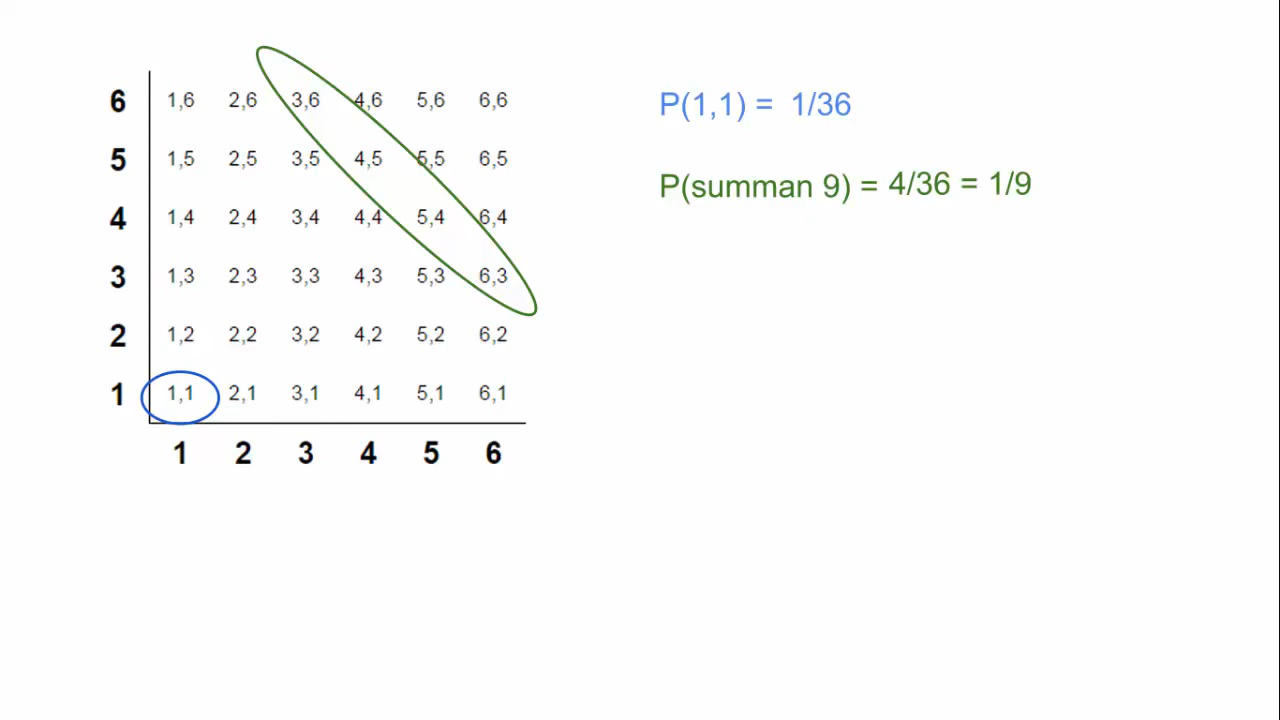 6 1,6 2,6 3,6 4,6 5,6 6,6
5 1,5 2,5 3,5 4,5 5,5 6,5
4 1,4 2,4 3,4 4,4 5,4 6,4
3 1,3 2,3 3,3 4,3 5,3 6,3
2 1,2 2,2 3,2 4,2 5,2 6,2
1 1,1 2,1 3,1 4,1 5,1 6,1
1 2 3 4 5 6
P(1,1) = 1/36
P(summan 9) = 4/36 = 1/9